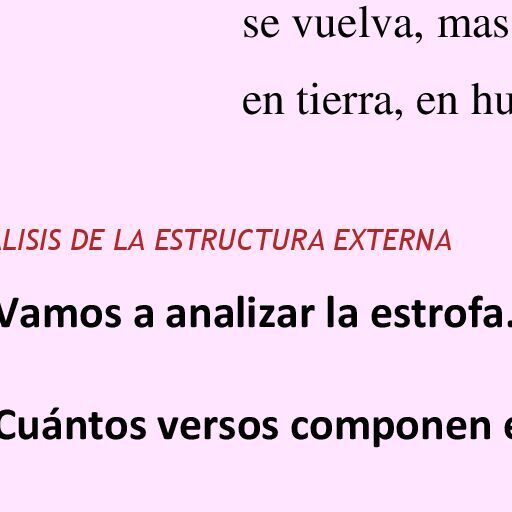 se vuelva, mas
en tierra, en hu
LISIS DE LA ESTRUCTURA EXTERNA
Vamos a analizar la estrofa.
Cuántos versos componen e